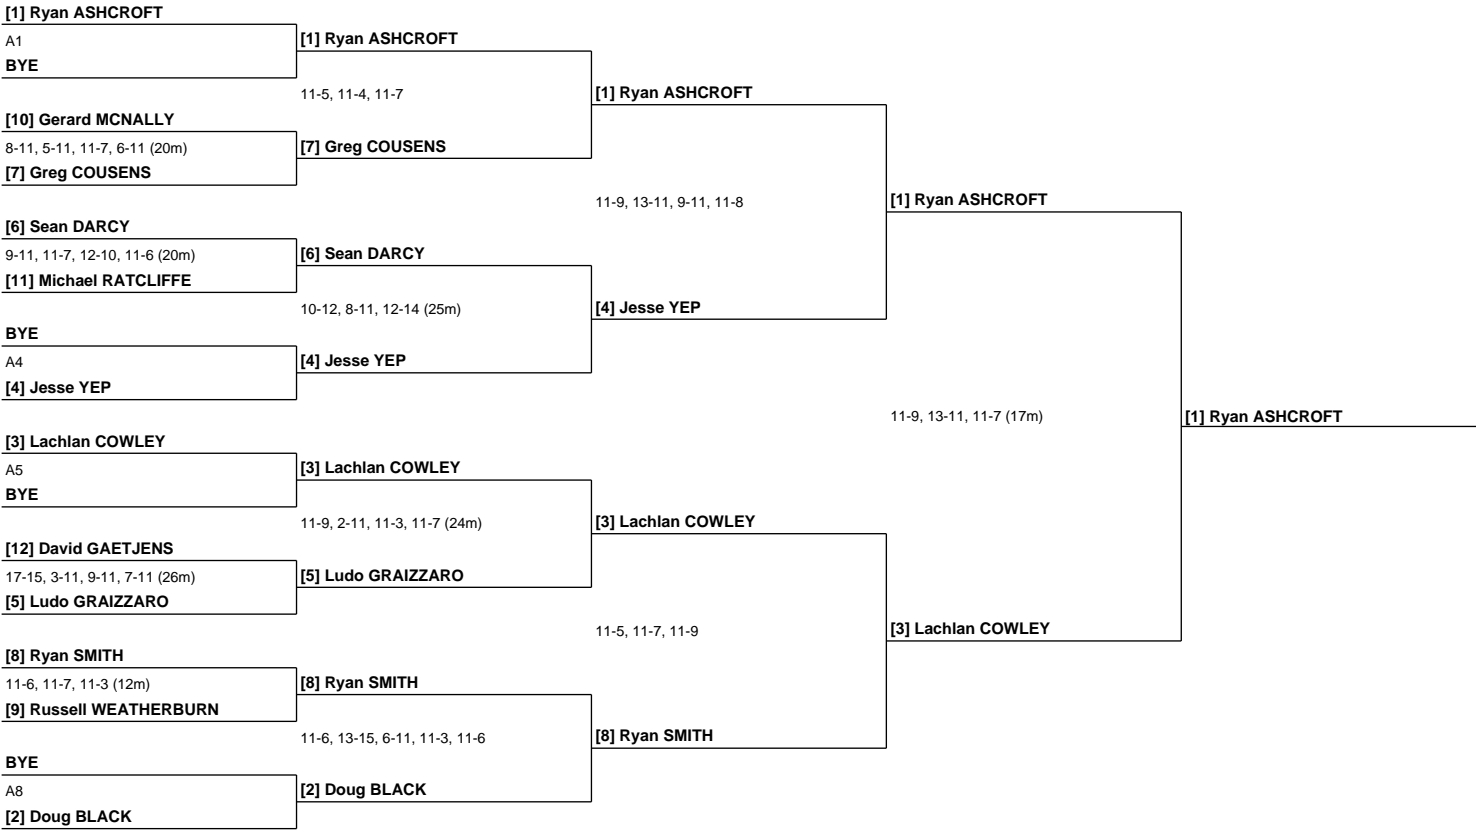 [1] Ryan ASHCROFT
A1
BYE
[10] Gerard MCNALLY
8-11, 5-11, 11-7, 6-11 (20m)
[7] Greg COUSENS
[6] Sean DARCY
9-11, 11-7, 12-10, 11-6 (20m)
[11] Michael RATCLIFFE
BYE
A4
[4] Jesse YEP
[3] Lachlan COWLEY
A5
BYE
[12] David GAETJENS
17-15, 3-11, 9-11, 7-11 (26m)
[5] Ludo GRAIZZARO
[8] Ryan SMITH
11-6, 11-7, 11-3 (12m)
[9] Russell WEATHERBURN
BYE
A8
[2] Doug BLACK
[1] Ryan ASHCROFT
11-5, 11-4, 11-7
[7] Greg COUSENS
[6] Sean DARCY
10-12, 8-11, 12-14 (25m)
[4] Jesse YEP
[3] Lachlan COWLEY
11-9, 2-11, 11-3, 11-7 (24m)
[5] Ludo GRAIZZARO
[8] Ryan SMITH
11-6, 13-15, 6-11, 11-3, 11-6
[2] Doug BLACK
[1] Ryan ASHCROFT
11-9, 13-11, 9-11, 11-8
[4] Jesse YEP
[3] Lachlan COWLEY
11-5, 11-7, 11-9
[8] Ryan SMITH
[1] Ryan ASHCROFT
11-9, 13-11, 11-7 (17m)
[3] Lachlan COWLEY
[1] Ryan ASHCROFT